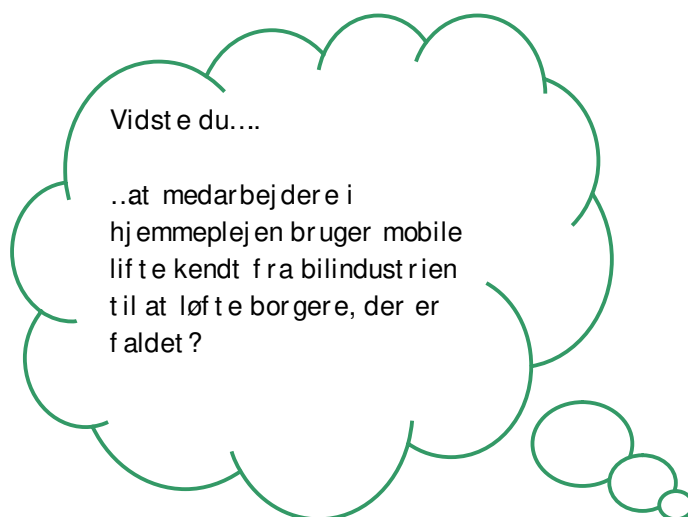 Vidste du....
..at medarbejdere i
hjemmeplejen bruger mobile
lifte kendt fra bilindustrien
til at løfte borgere, der er
faldet?